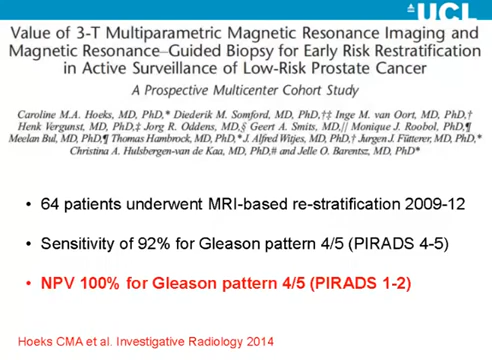 UCL
Value of 3-T Multiparametric Magnetic Resonance Imaging and
Magnetic Resonance–Guided Biopsy for Early Risk Restratification
in Active Surveillance of Low-Risk Prostate Cancer
A Prospective Multicenter Cohort Study
Caroline M.A. Hoeks, MD, PhD,* Diederik M. Somford, MD, PhD,†‡ Inge M. van Oort, MD, PhD,†
Henk Vergunst, MD, PhD,‡ Jorg R. Oddens, MD,§ Geert A. Smits, MD,|| Monique J. Roobol, PhD,¶
Meelan Bul, MD, PhD,¶ Thomas Hambrock, MD, PhD,* J. Alfred Witjes, MD, PhD,† Jurgen J. Fütterer, MD, PhD,*
Christina A. Hulsbergen-van de Kaa, MD, PhD,# and Jelle O. Barentsz, MD, PhD*
• 64 patients underwent MRI-based re-stratification 2009-12
• Sensitivity of 92% for Gleason pattern 4/5 (PIRADS 4-5)
• NPV 100% for Gleason pattern 4/5 (PIRADS 1-2)
Hoeks CMA et al. Investigative Radiology 2014